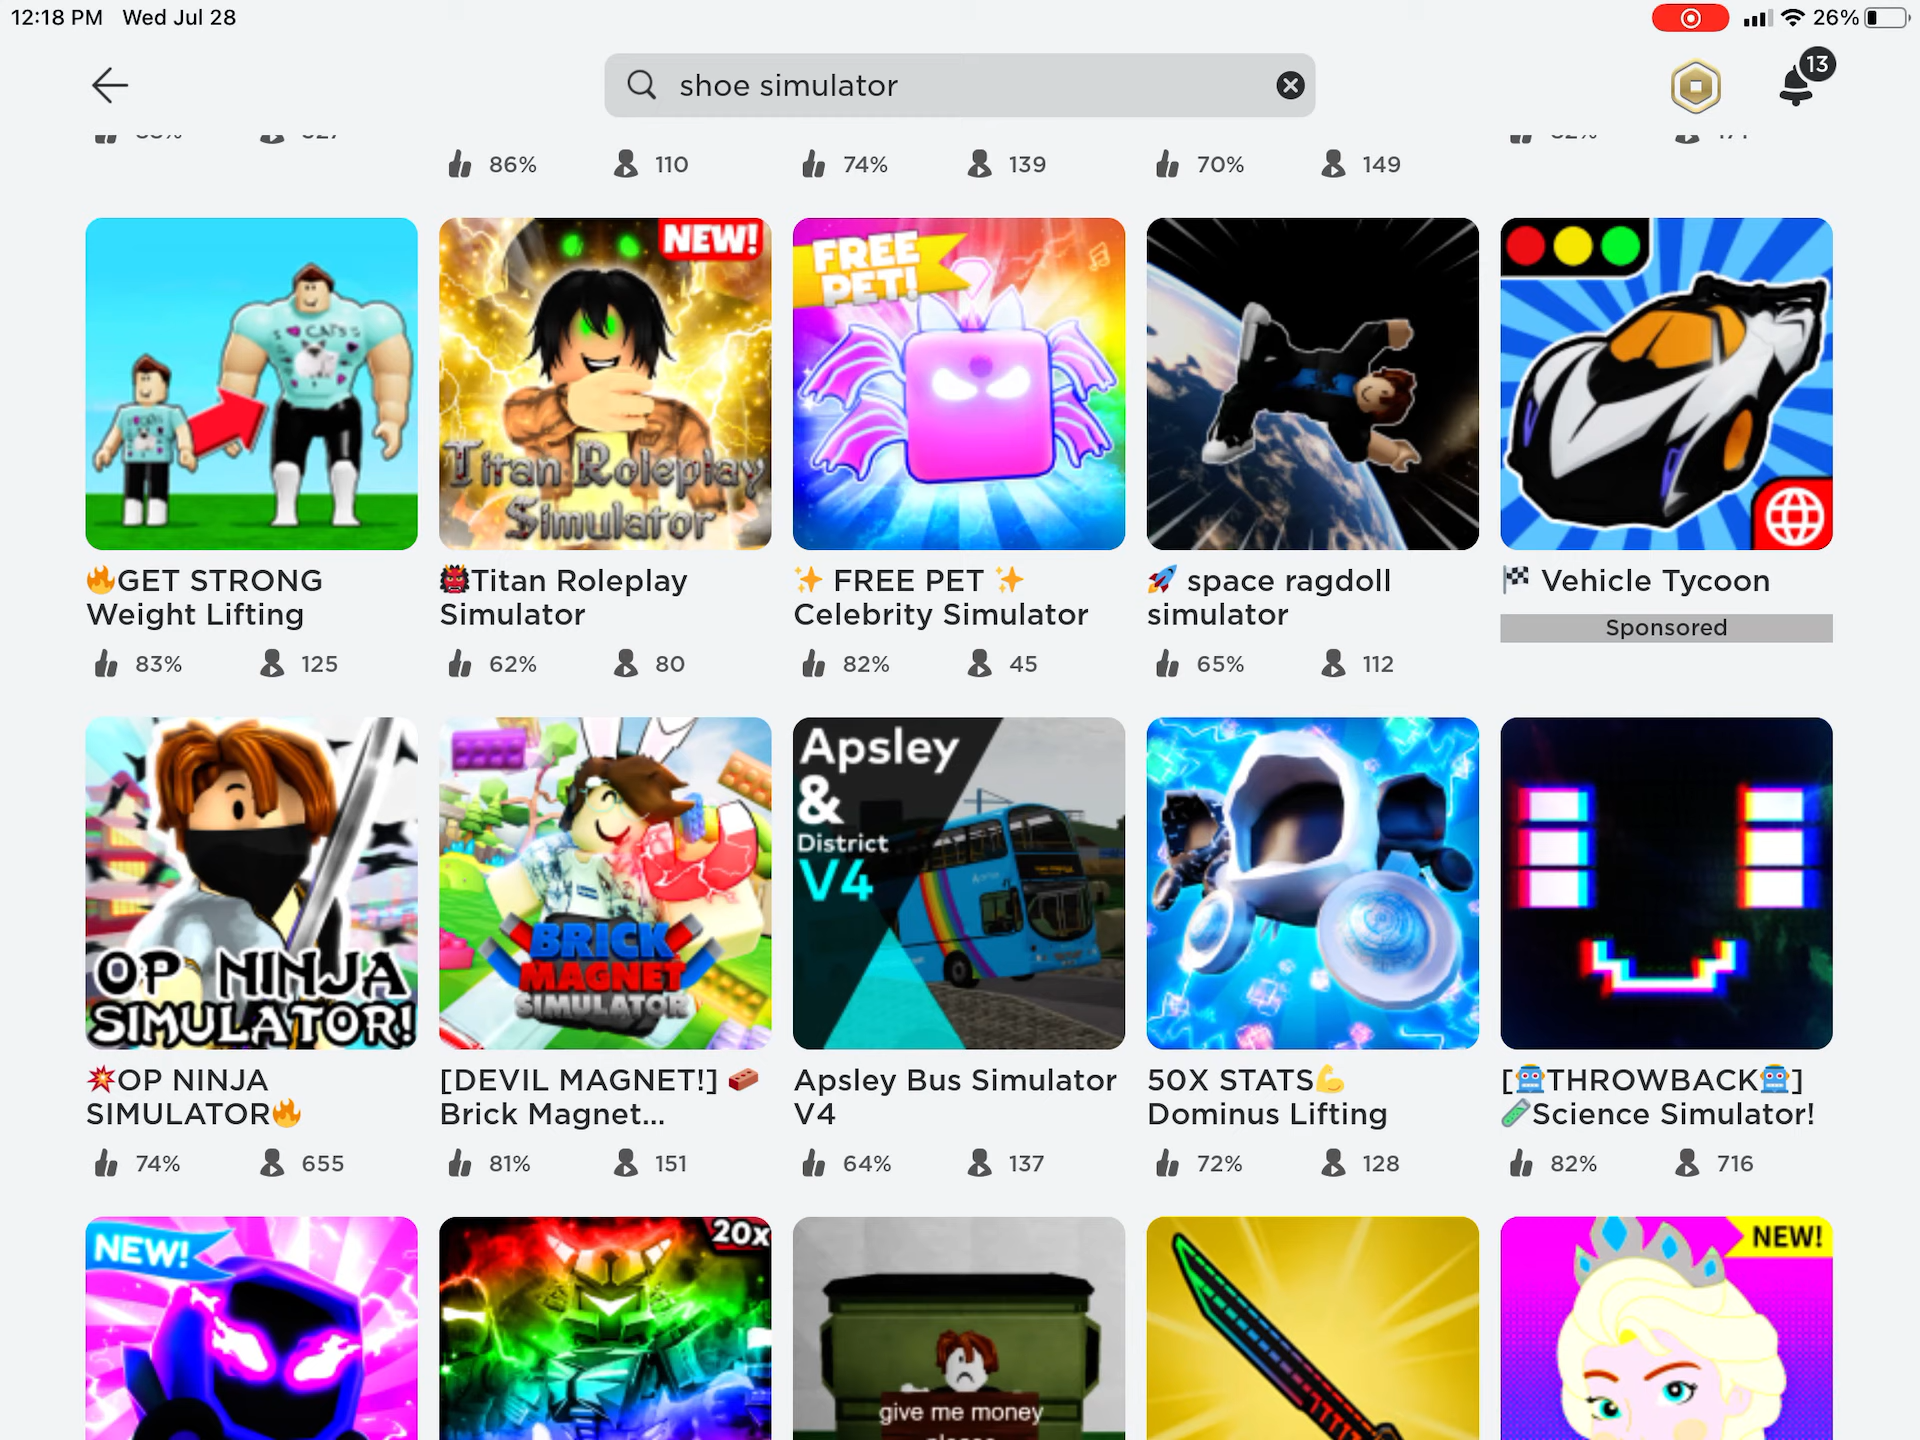 12:18 PM Wed Jul 28
26%
shoe simulator
13
86% 110 74% 139 70% 149
NEW!
FREE
PET!
CATS
Titan Roleplay
Simulator
🔥GET STRONG
Weight Lifting
83% 125
👹Titan Roleplay
Simulator
62% 80
✨ FREE PET ✨
Celebrity Simulator
82% 45
🚀 space ragdoll
simulator
65% 112
🏁 Vehicle Tycoon
Sponsored
OP NINJA
SIMULATOR!
BRICK
MAGNET
SIMULATOR
Apsley
&
District
V4
💥OP NINJA
SIMULATOR🔥
74% 655
[DEVIL MAGNET!] 🧱
Brick Magnet...
81% 151
Apsley Bus Simulator
V4
64% 137
50X STATS💪
Dominus Lifting
72% 128
[🤖THROWBACK🤖]
🧪Science Simulator!
82% 716
NEW!
20x
give me money
NEW!